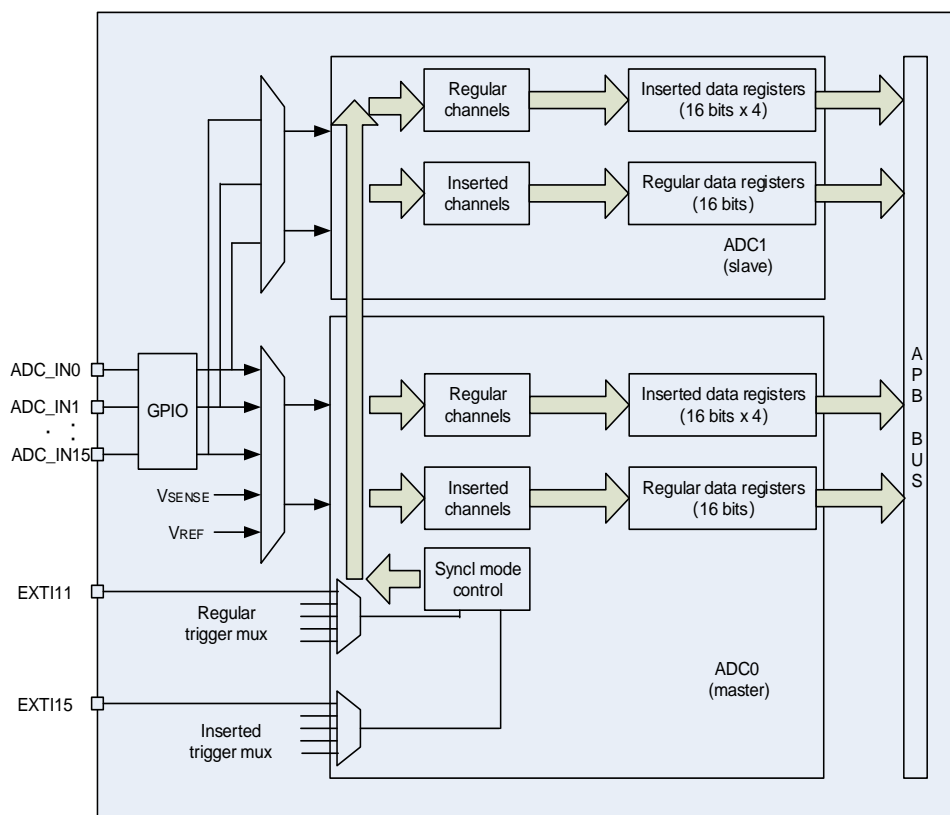 Regular
channels
Inserted data registers
(16 bits x 4)
Inserted
channels
Regular data registers
(16 bits)
ADC1
(slave)
ADC_IN0
ADC_IN1
ADC_IN15
GPIO
VSENSE
VREF
Regular
channels
Inserted data registers
(16 bits x 4)
Inserted
channels
Regular data registers
(16 bits)
APB BUS
EXTI11
Regular
trigger mux
Syncl mode
control
EXTI15
Inserted
trigger mux
ADC0
(master)